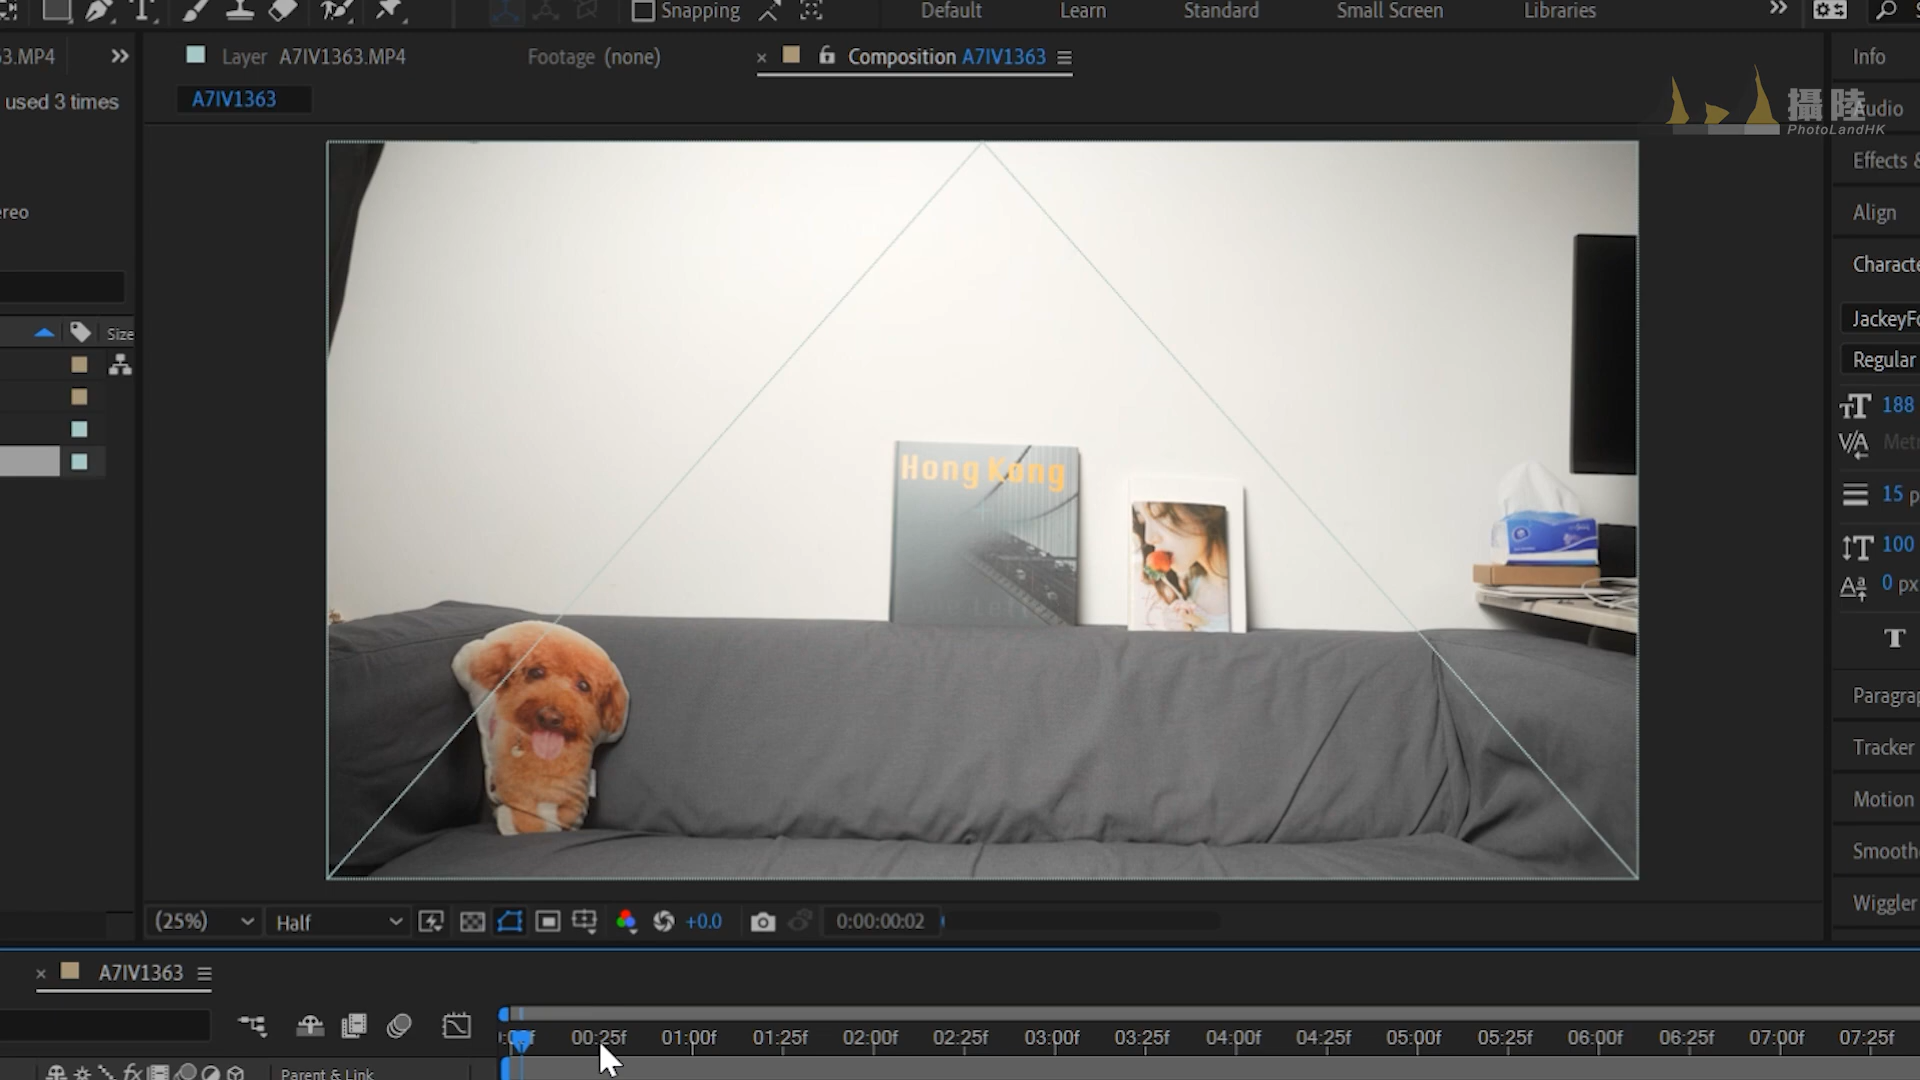 Snapping
Default
Learn
Standard
Small Screen
Libraries
3.MP4
Layer A7IV1363.MP4
Footage (none)
Composition A7IV1363
Info
used 3 times
A7IV1363
攝陸
PhotoLandHK
Audio
Effects &
ereo
Align
Characte
JackeyFo
Size
Regular
188
Metr
Hong Kong
15 p
100
0 px
T
Paragrap
Tracker
Motion
Smooth
Wiggler
(25%)
Half
+0.0
0:00:00:02
A7IV1363
00:25f
01:00f
01:25f
02:00f
02:25f
03:00f
03:25f
04:00f
04:25f
05:00f
05:25f
06:00f
06:25f
07:00f
07:25f
fx
Parent & Link